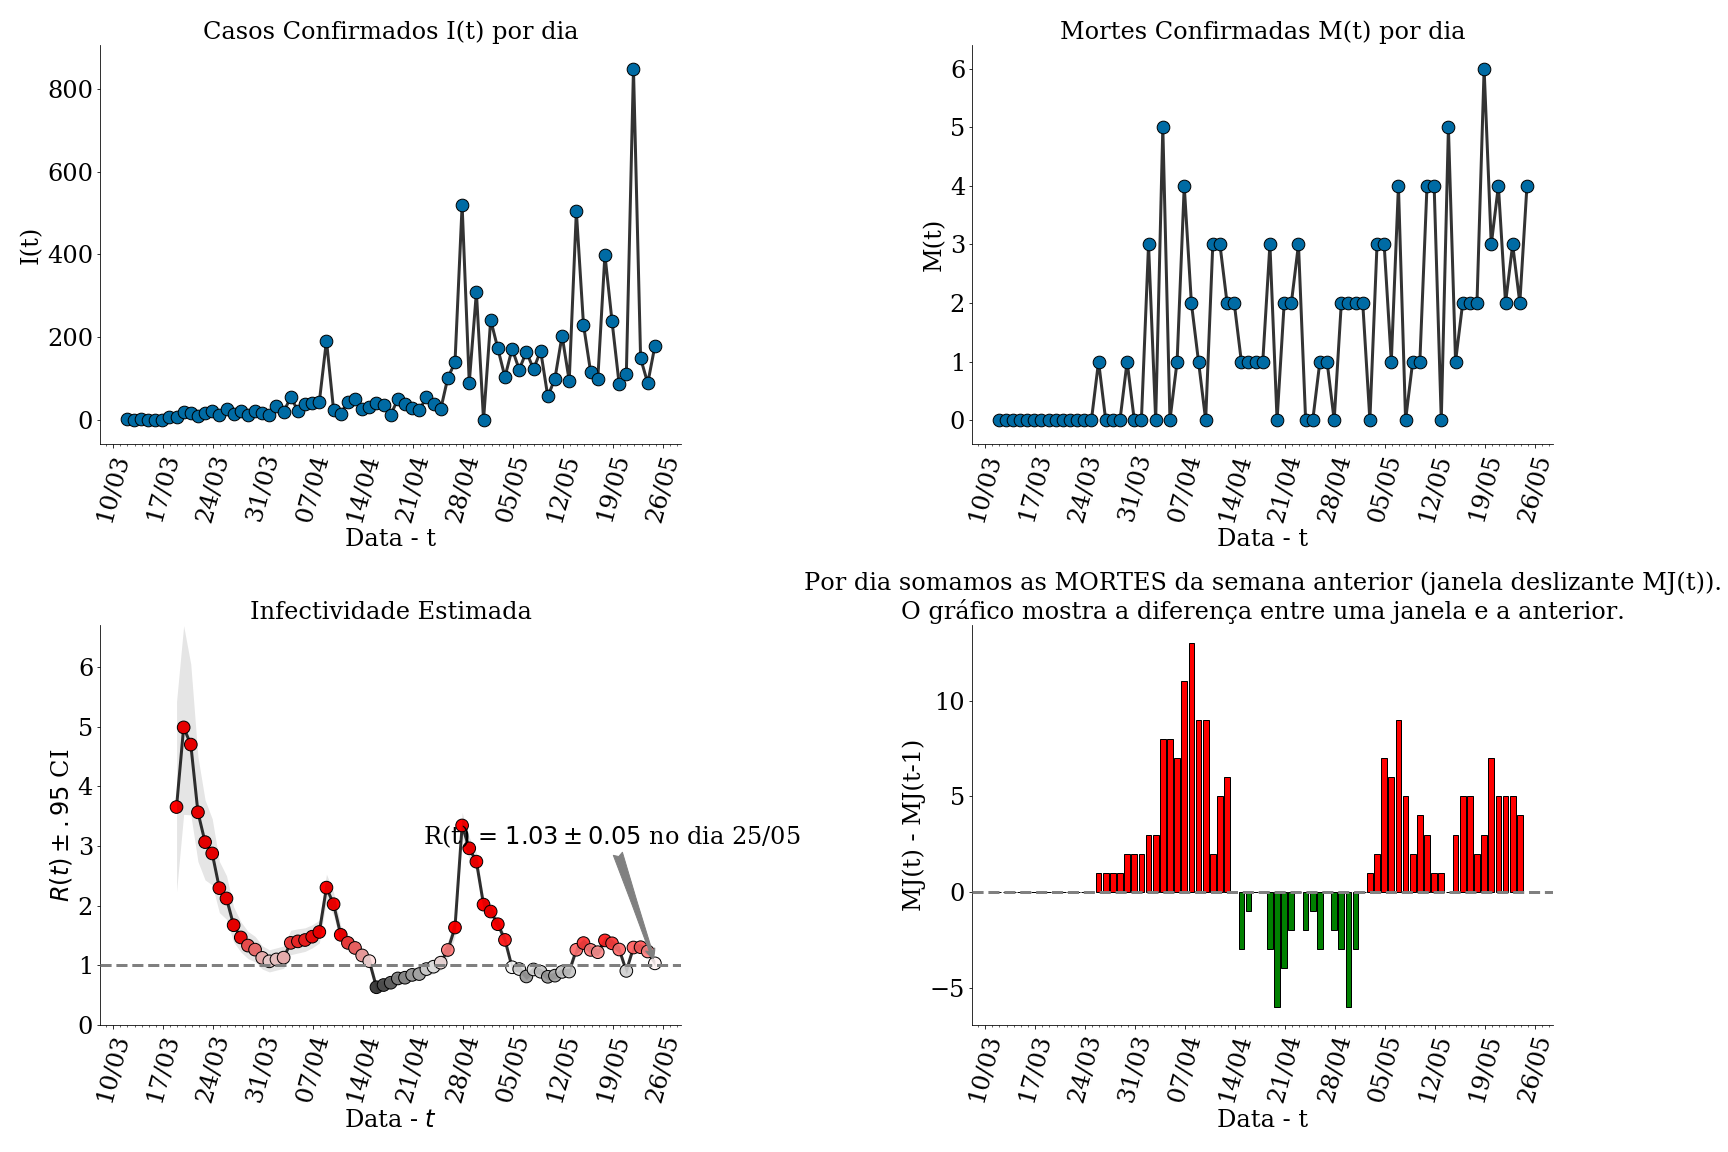 Casos Confirmados I(t) por dia
I(t)
800
600
400
200
0
10/03 17/03 24/03 31/03 07/04 14/04 21/04 28/04 05/05 12/05 19/05 26/05
Data - t
Mortes Confirmadas M(t) por dia
M(t)
6
5
4
3
2
1
0
10/03 17/03 24/03 31/03 07/04 14/04 21/04 28/04 05/05 12/05 19/05 26/05
Data - t
Infectividade Estimada
R(t) ± .95 CI
6
5
4
3
2
1
0
R(t) = 1.03 ± 0.05 no dia 25/05
10/03 17/03 24/03 31/03 07/04 14/04 21/04 28/04 05/05 12/05 19/05 26/05
Data - t
Por dia somamos as MORTES da semana anterior (janela deslizante MJ(t)).
O gráfico mostra a diferença entre uma janela e a anterior.
MJ(t) - MJ(t-1)
10
5
0
−5
10/03 17/03 24/03 31/03 07/04 14/04 21/04 28/04 05/05 12/05 19/05 26/05
Data - t